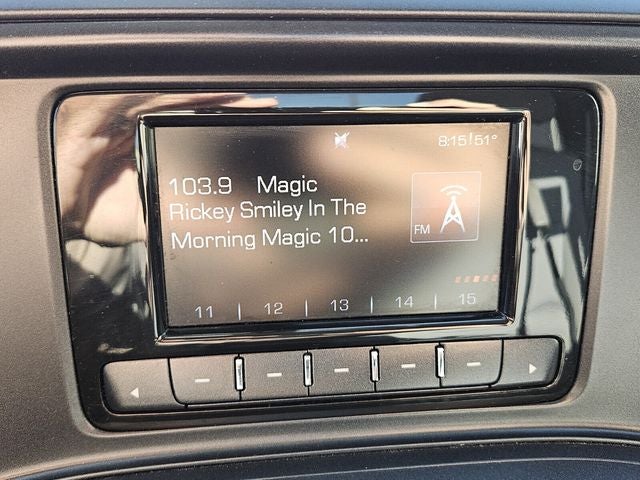 8:15 51°
103.9 Magic
Rickey Smiley In The
Morning Magic 10...
FM
11 | 12 | 13 | 14 | 15